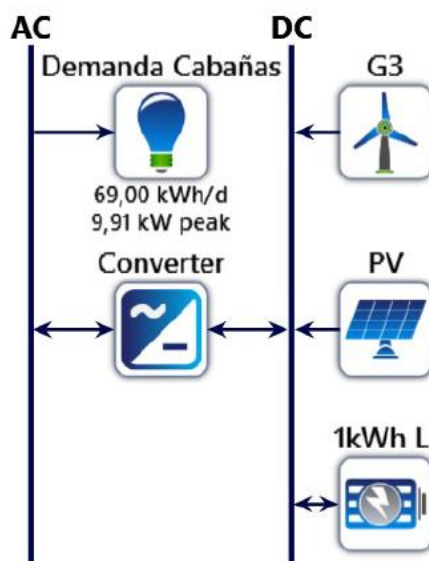 AC DC
Demanda Cabañas G3
69,00 kWh/d
9,91 kW peak
Converter PV
1kWh L